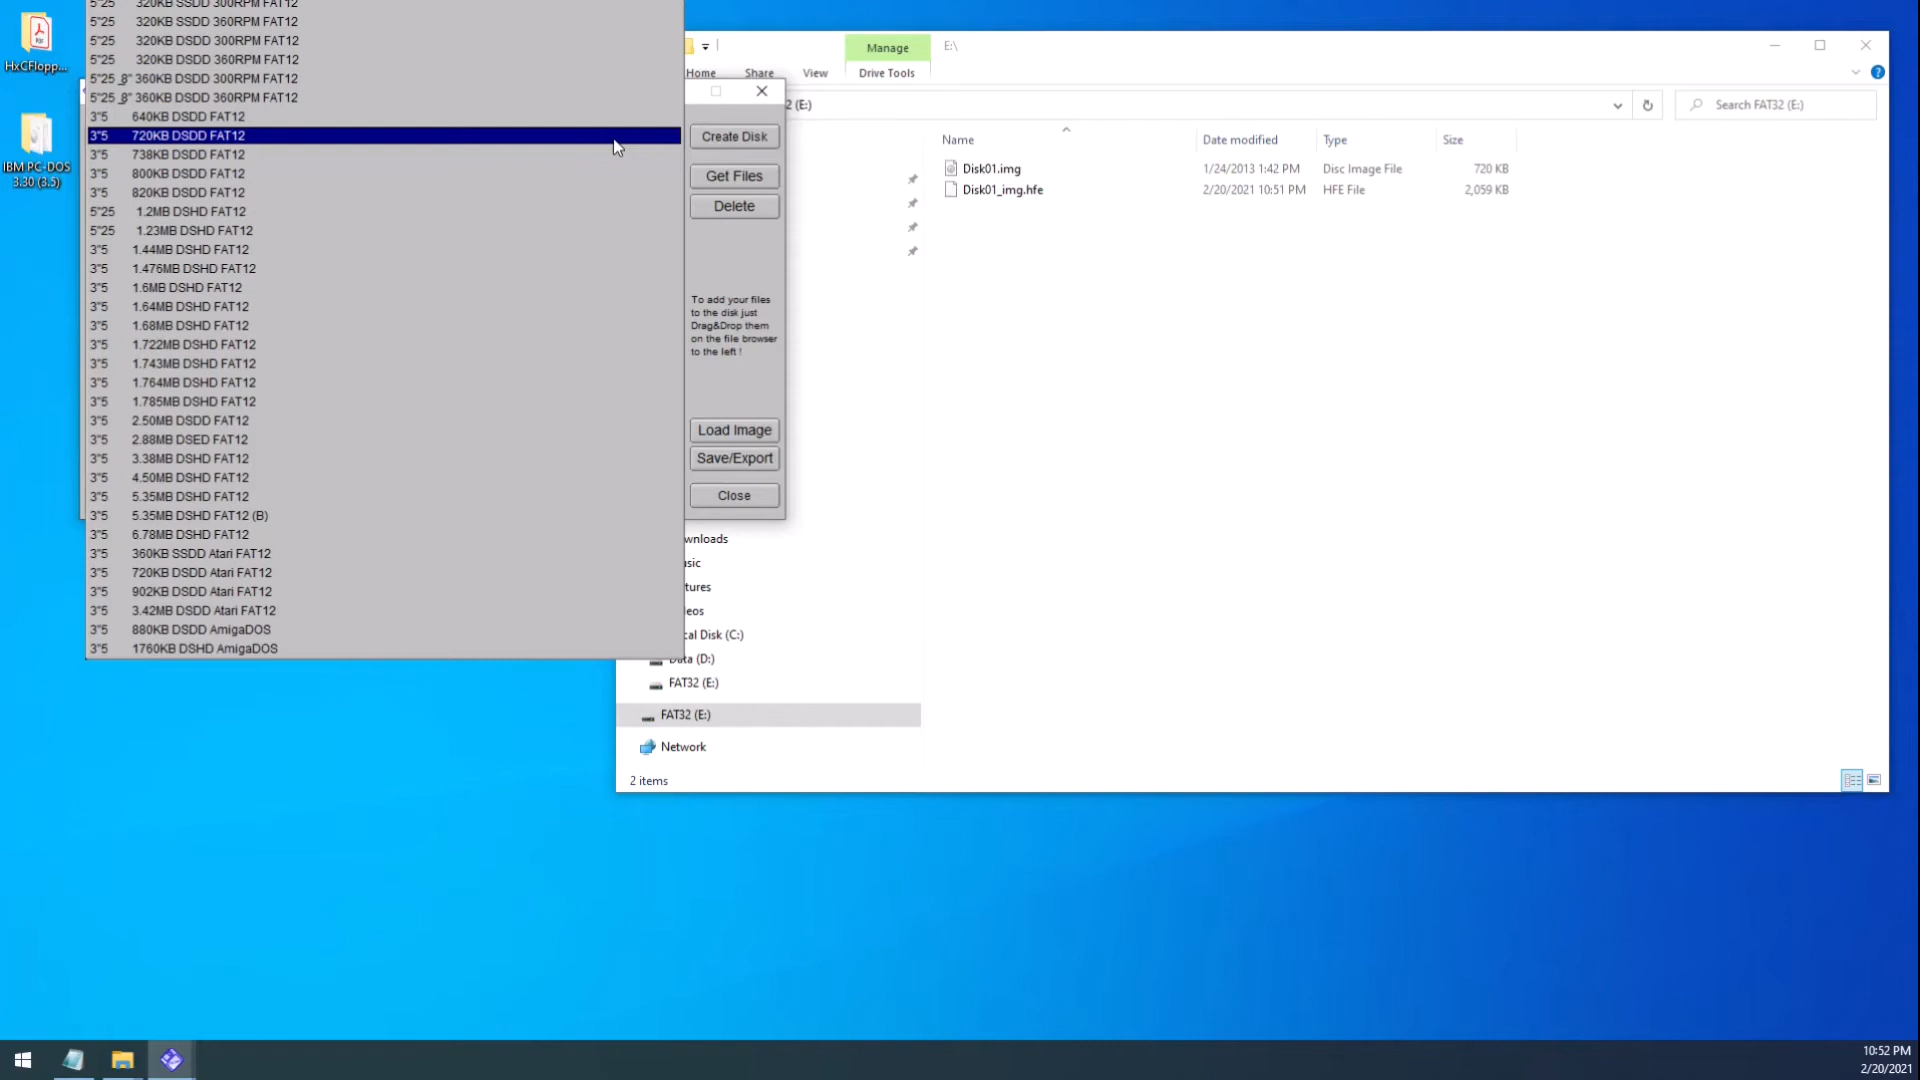 HxCFlopp...
IBM PC-DOS
3.30 (3.5)
5"25 320KB SSDD 300RPM FAT12
5"25 320KB SSDD 360RPM FAT12
5"25 320KB DSDD 300RPM FAT12
5"25 320KB DSDD 360RPM FAT12
5"25_8" 360KB DSDD 300RPM FAT12
5"25_8" 360KB DSDD 360RPM FAT12
3"5 640KB DSDD FAT12
3"5 720KB DSDD FAT12
3"5 738KB DSDD FAT12
3"5 800KB DSDD FAT12
3"5 820KB DSDD FAT12
5"25 1.2MB DSHD FAT12
5"25 1.23MB DSHD FAT12
3"5 1.44MB DSHD FAT12
3"5 1.476MB DSHD FAT12
3"5 1.6MB DSHD FAT12
3"5 1.64MB DSHD FAT12
3"5 1.68MB DSHD FAT12
3"5 1.722MB DSHD FAT12
3"5 1.743MB DSHD FAT12
3"5 1.764MB DSHD FAT12
3"5 1.785MB DSHD FAT12
3"5 2.50MB DSDD FAT12
3"5 2.88MB DSED FAT12
3"5 3.38MB DSHD FAT12
3"5 4.50MB DSHD FAT12
3"5 5.35MB DSHD FAT12
3"5 5.35MB DSHD FAT12 (B)
3"5 6.78MB DSHD FAT12
3"5 360KB SSDD Atari FAT12
3"5 720KB DSDD Atari FAT12
3"5 902KB DSDD Atari FAT12
3"5 3.42MB DSDD Atari FAT12
3"5 880KB DSDD AmigaDOS
3"5 1760KB DSHD AmigaDOS
Create Disk
Get Files
Delete
To add your files
to the disk just
Drag&Drop them
on the file browser
to the left !
Load Image
Save/Export
Close
Manage E:\
Home Share View Drive Tools
2 (E:) Search FAT32 (E:)
Name Date modified Type Size
Disk01.img 1/24/2013 1:42 PM Disc Image File 720 KB
Disk01_img.hfe 2/20/2021 10:51 PM HFE File 2,059 KB
wnloads
sic
tures
eos
cal Disk (C:)
Data (D:)
FAT32 (E:)
FAT32 (E:)
Network
2 items
10:52 PM
2/20/2021